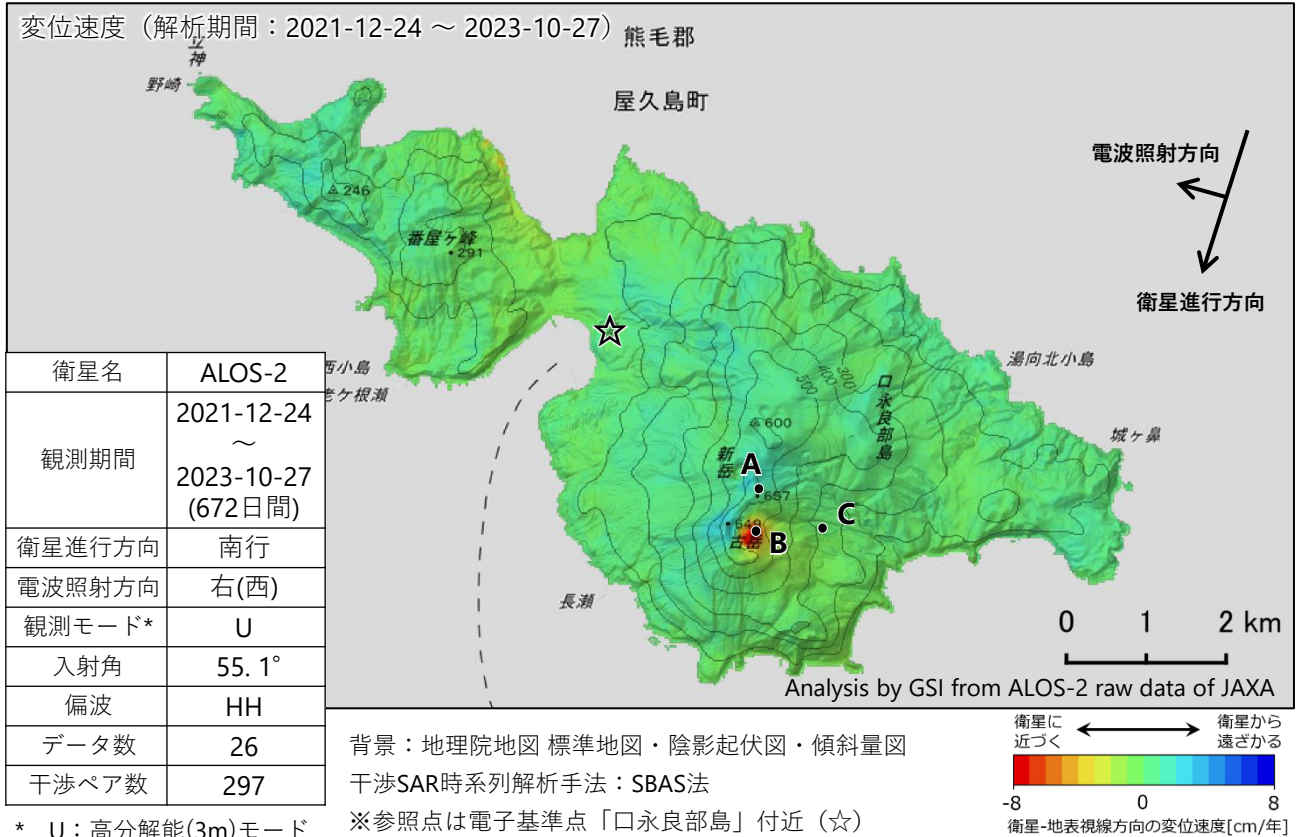 変位速度（解析期間：2021-12-24 ～ 2023-10-27）
熊毛郡
屋久島町
立神
野崎
246
番屋ケ峰
291
電波照射方向
衛星進行方向
西小島
老ケ根瀬
湯向北小島
城ヶ鼻
300
400
300
口永良部島
600
新岳
A
657
649
B
古岳
C
長瀬
0 1 2 km
Analysis by GSI from ALOS-2 raw data of JAXA
衛星名 ALOS-2
観測期間 2021-12-24
～
2023-10-27
(672日間)
衛星進行方向 南行
電波照射方向 右(西)
観測モード* U
入射角 55. 1°
偏波 HH
データ数 26
干渉ペア数 297
* U：高分解能(3m)モード
背景：地理院地図 標準地図・陰影起伏図・傾斜量図
干渉SAR時系列解析手法：SBAS法
※参照点は電子基準点「口永良部島」付近（☆）
衛星に
近づく
衛星から
遠ざかる
-8 0 8
衛星-地表視線方向の変位速度[cm/年]